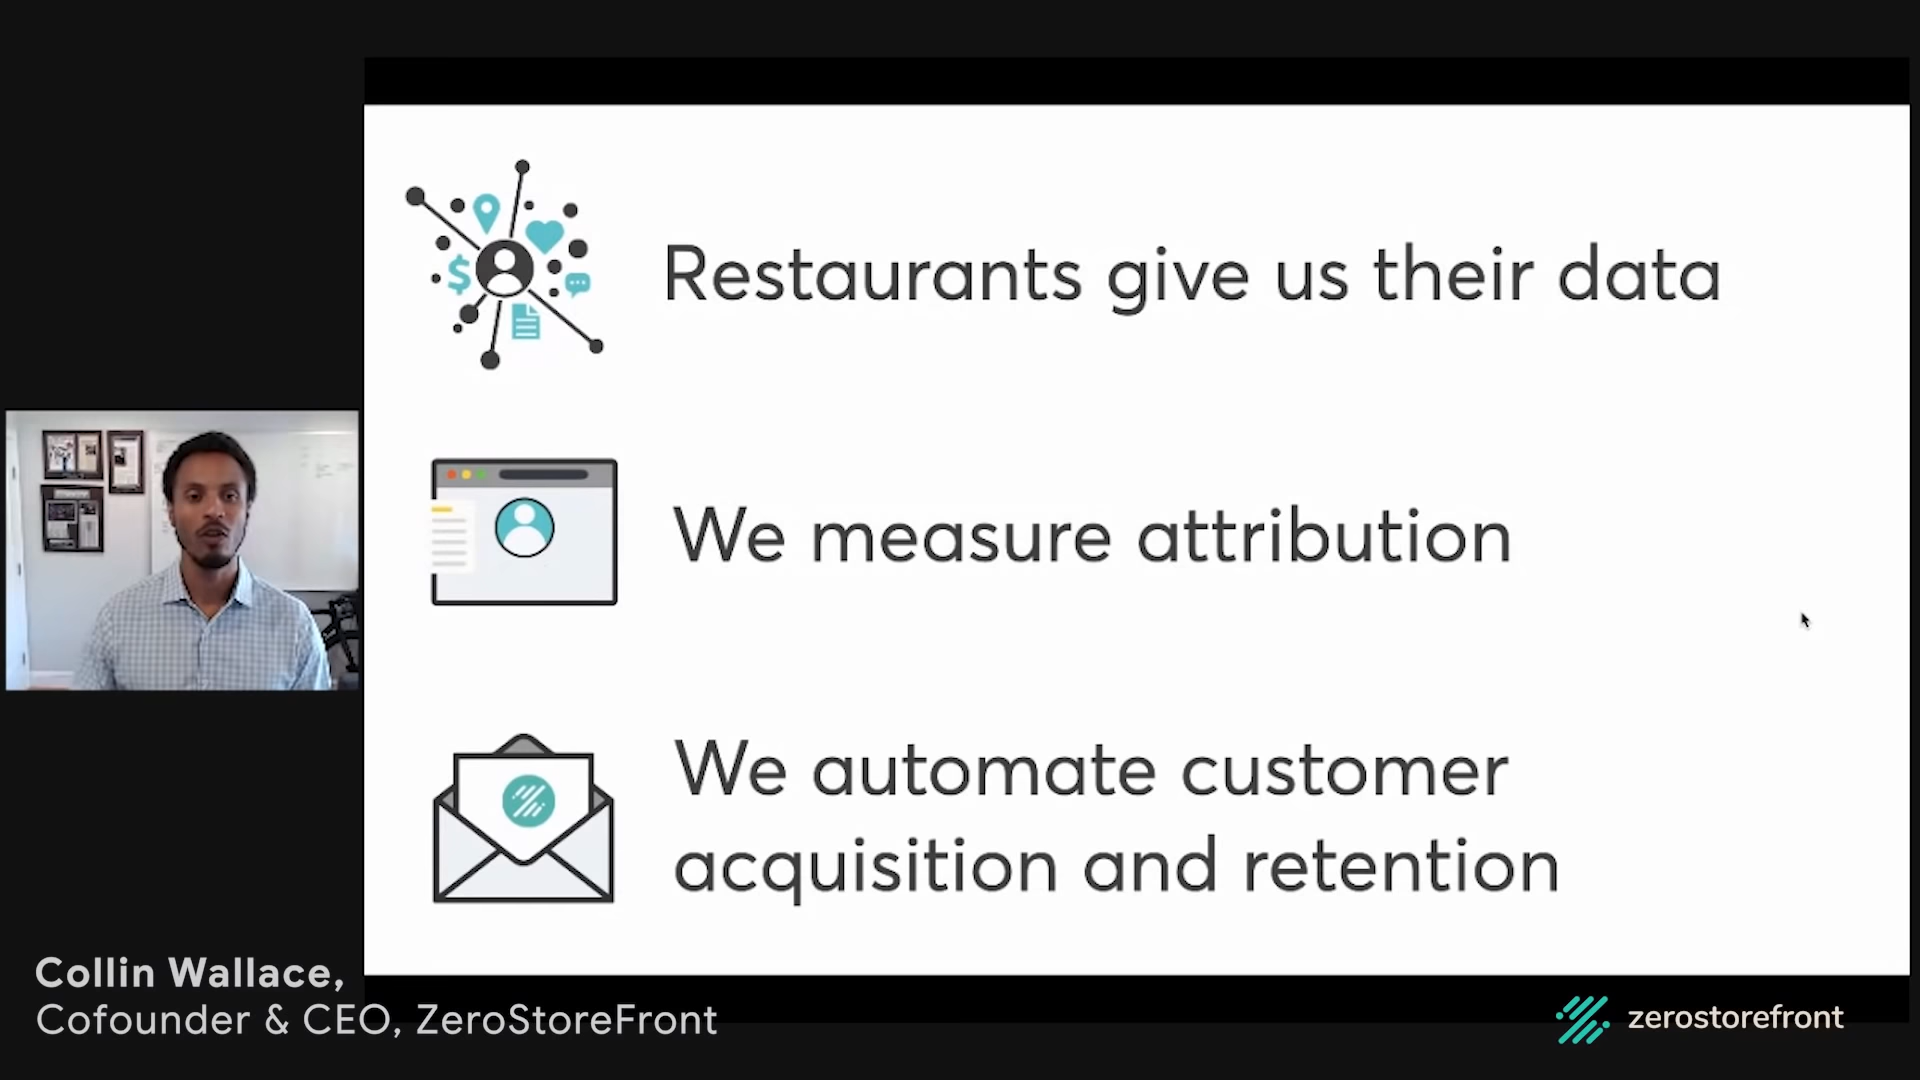 Restaurants give us their data
$
We measure attribution
We automate customer
acquisition and retention
Collin Wallace,
Cofounder & CEO, ZeroStoreFront
zerostorefront